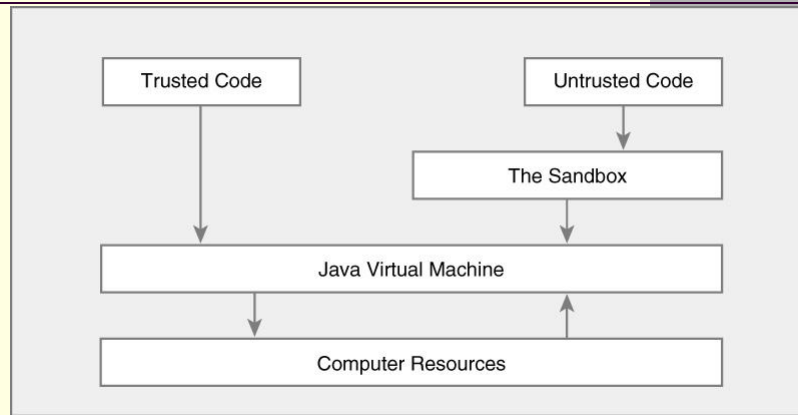 Trusted Code
Untrusted Code
The Sandbox
Java Virtual Machine
Computer Resources